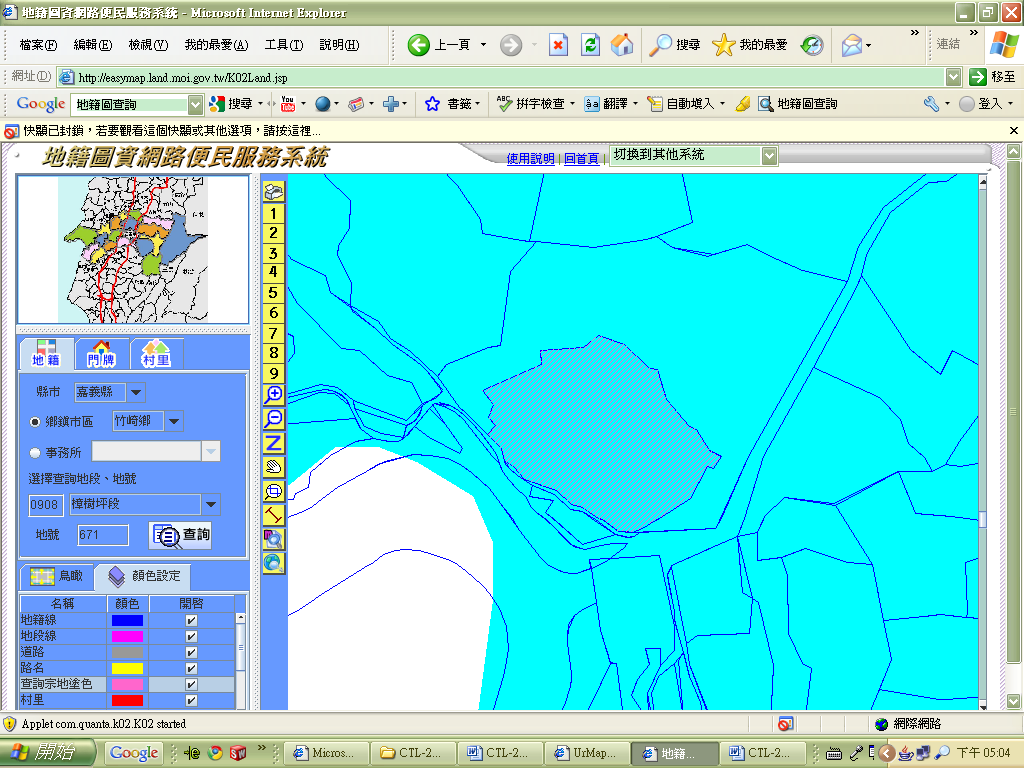 地籍圖資網路便民服務系統 - Microsoft Internet Explorer
檔案(F) 編輯(E) 檢視(V) 我的最愛(A) 工具(T) 說明(H) 上一頁 搜尋 我的最愛 » 連結 »
網址(D) http://easymap.land.moi.gov.tw/K02Land.jsp 移至
Google 地籍圖查詢 搜尋 You Tube 書籤 ABC 拼字檢查 あa 翻譯 自動填入 地籍圖查詢 登入
快顯已封鎖，若要觀看這個快顯或其他選項，請按這裡...
地籍圖資網路便民服務系統
使用說明 | 回首頁 | 切換到其他系統
1
2
3
4
5
6
7
8
9
Z
地籍 門牌 村里
縣市 嘉義縣
鄉鎮市區 竹崎鄉
事務所
選擇查詢地段、地號
0908 樟樹坪段
地號 671 查詢
鳥瞰 顏色設定
名稱 顏色 開啓
地籍線
地段線
道路
路名
查詢宗地塗色
村里
Applet com.quanta.k02.K02 started 網際網路
開始 Google » Micros... CTL-2... CTL-2... UrMap... 地籍... CTL-2... 下午 05:04